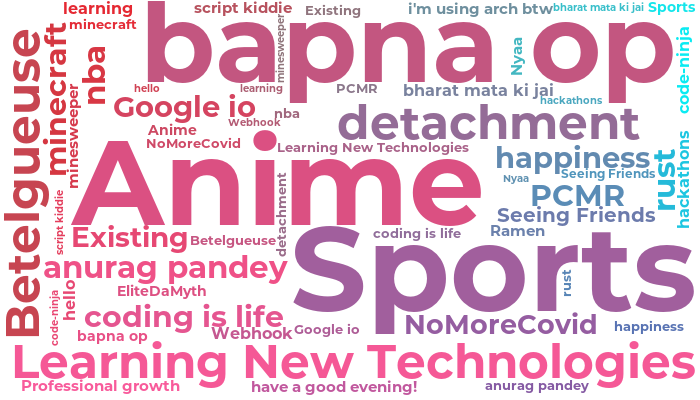 learning
script kiddie
Existing
i'm using arch btw
bharat mata ki jai
Sports
minecraft
bapna op
minesweeper
Nyaa
code-ninja
Betelgueuse
minecraft
nba
hello
learning
PCMR
bharat mata ki jai
hackathons
minesweeper
Google io
nba
Webhook
detachment
Anime
NoMoreCovid
Learning New Technologies
happiness
rust
hackathons
Anime
Seeing Friends
Nyaa
PCMR
detachment
script kiddie
Seeing Friends
Existing
Betelgueuse
coding is life
Ramen
Sports
anurag pandey
hello
EliteDaMyth
rust
code-ninja
coding is life
NoMoreCovid
happiness
bapna op
Webhook
Google io
Learning New Technologies
Professional growth
have a good evening!
anurag pandey